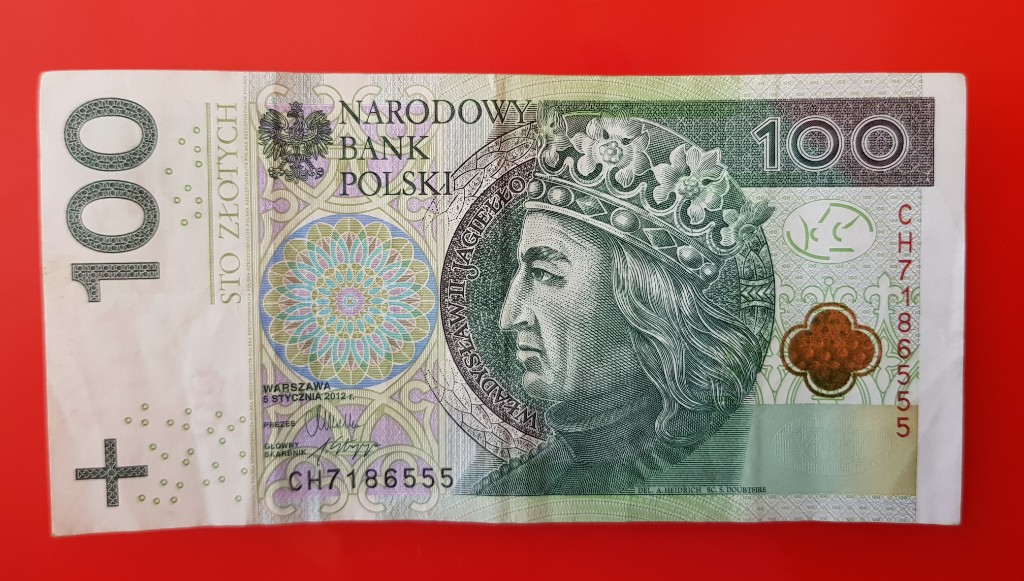 100
STO ZŁOTYCH
NARODOWY
BANK
POLSKI
100
WŁADYSŁAW II JAGIEŁŁO
CH7186555
WARSZAWA
5 STYCZNIA 2012 r.
PREZES
GŁÓWNY
SKARBNIK
CH7186555
DEL. A. HEIDRICH SC. S. DOUBTFIRE